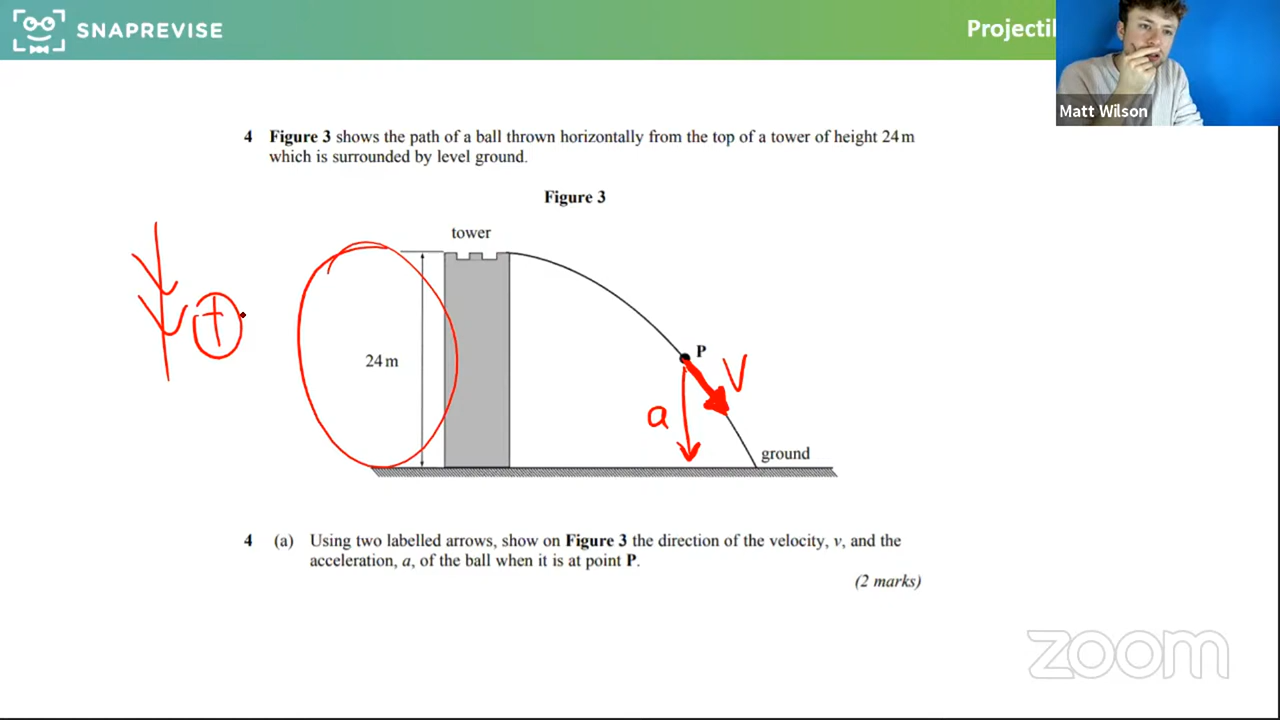 SNAPREVISE
Projectil
Matt Wilson
4 Figure 3 shows the path of a ball thrown horizontally from the top of a tower of height 24 m
which is surrounded by level ground.
Figure 3
tower
+
24 m
P
V
a
ground
4 (a) Using two labelled arrows, show on Figure 3 the direction of the velocity, v, and the
acceleration, a, of the ball when it is at point P.
(2 marks)
zoom